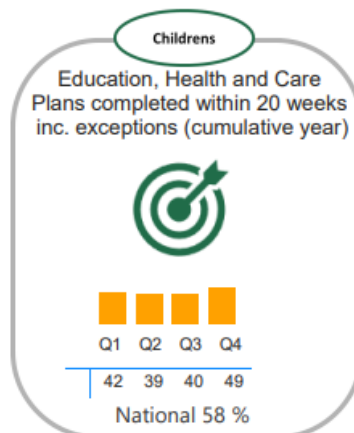 Childrens
Education, Health and Care
Plans completed within 20 weeks
inc. exceptions (cumulative year)
Q1 Q2 Q3 Q4
42 39 40 49
National 58 %